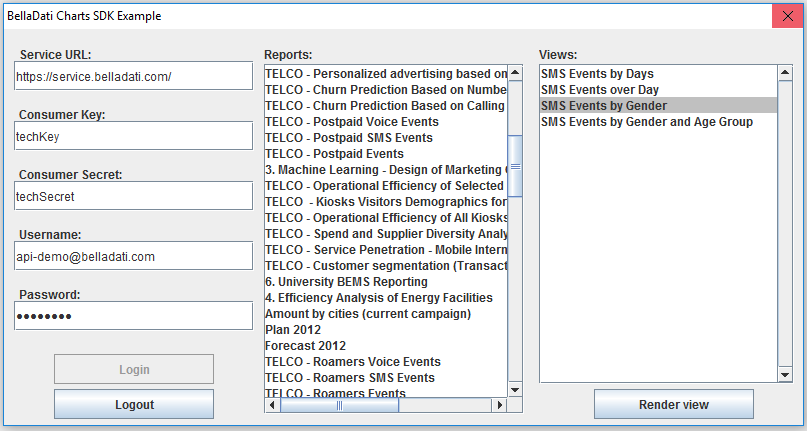 BellaDati Charts SDK Example
Service URL:
https://service.belladati.com/
Consumer Key:
techKey
Consumer Secret:
techSecret
Username:
api-demo@belladati.com
Password:
●●●●●●●●
Login
Logout
Reports:
TELCO - Personalized advertising based on
TELCO - Churn Prediction Based on Numbe
TELCO - Churn Prediction Based on Calling
TELCO - Postpaid Voice Events
TELCO - Postpaid SMS Events
TELCO - Postpaid Events
3. Machine Learning - Design of Marketing
TELCO - Operational Efficiency of Selected
TELCO  - Kiosks Visitors Demographics for
TELCO - Operational Efficiency of All Kiosks
TELCO - Spend and Supplier Diversity Analy
TELCO - Service Penetration - Mobile Intern
TELCO - Customer segmentation (Transact
6. University BEMS Reporting
4. Efficiency Analysis of Energy Facilities
Amount by cities (current campaign)
Plan 2012
Forecast 2012
TELCO - Roamers Voice Events
TELCO - Roamers SMS Events
TELCO - Roamers Events
Views:
SMS Events by Days
SMS Events over Day
SMS Events by Gender
SMS Events by Gender and Age Group
Render view